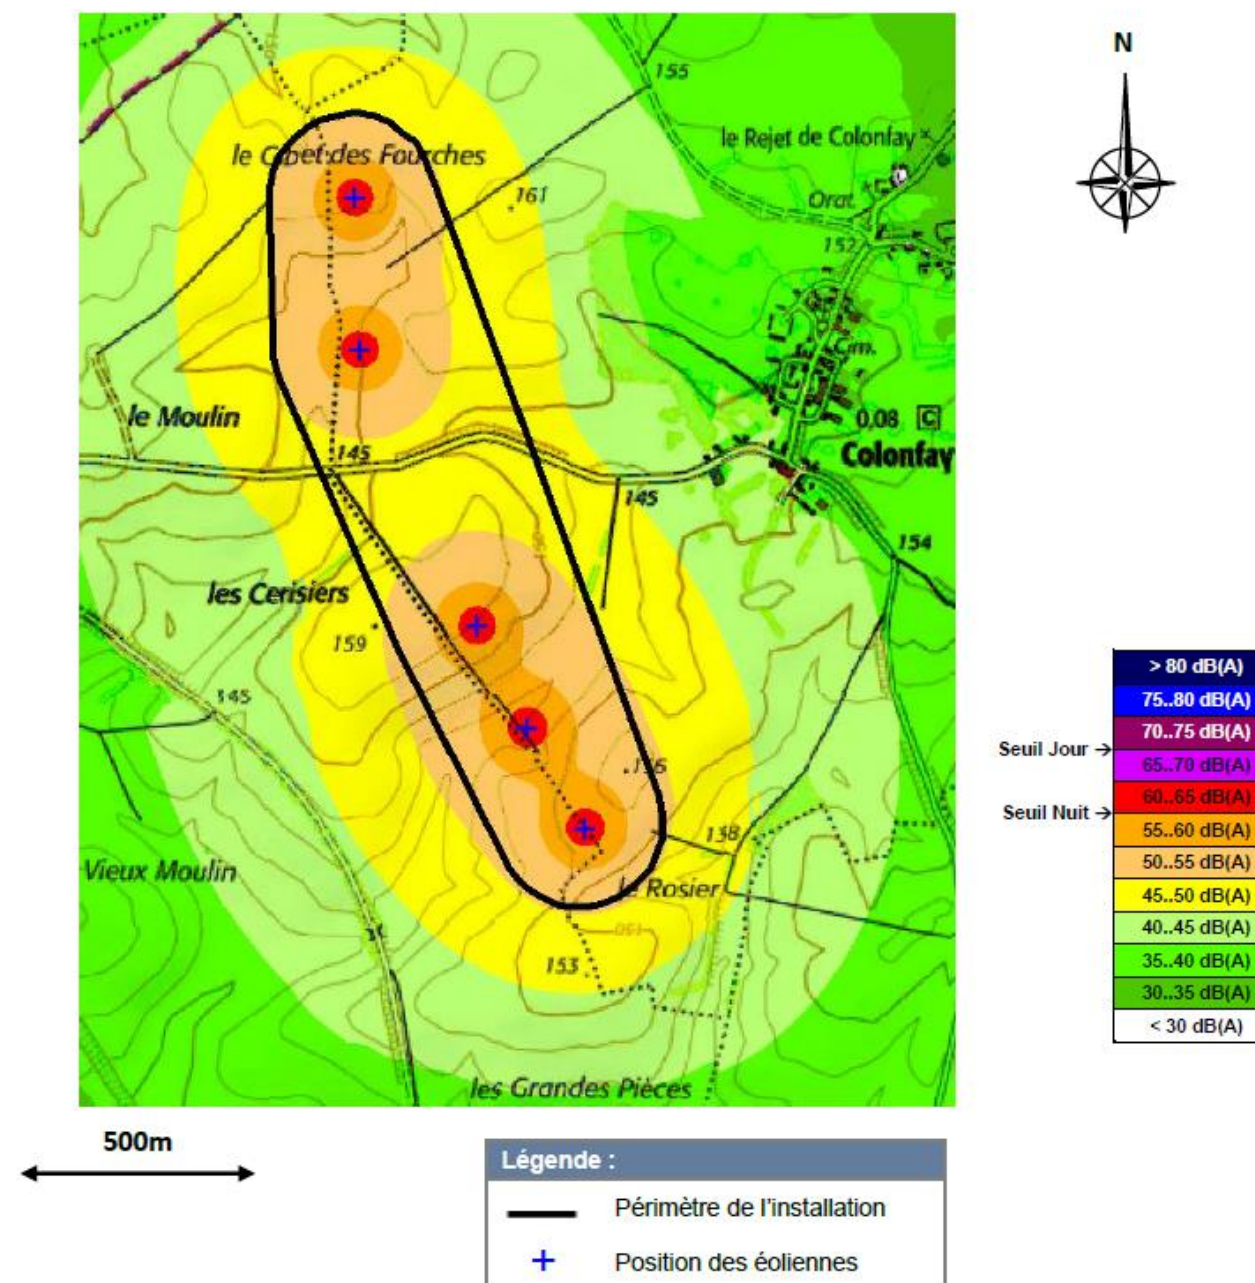 N
155
le Rejet de Colonfay
le Gibet des Fourches
161
Orat.
152
Cim.
le Moulin
0,08 C
145
Colonfay
145
154
les Cerisiers
159
> 80 dB(A)
145
75..80 dB(A)
70..75 dB(A)
Seuil Jour →
65..70 dB(A)
60..65 dB(A)
Seuil Nuit →
55..60 dB(A)
138
50..55 dB(A)
Vieux Moulin
le Rosier
45..50 dB(A)
150
40..45 dB(A)
153
35..40 dB(A)
30..35 dB(A)
< 30 dB(A)
les Grandes Pièces
500m
Légende :
Périmètre de l'installation
Position des éoliennes